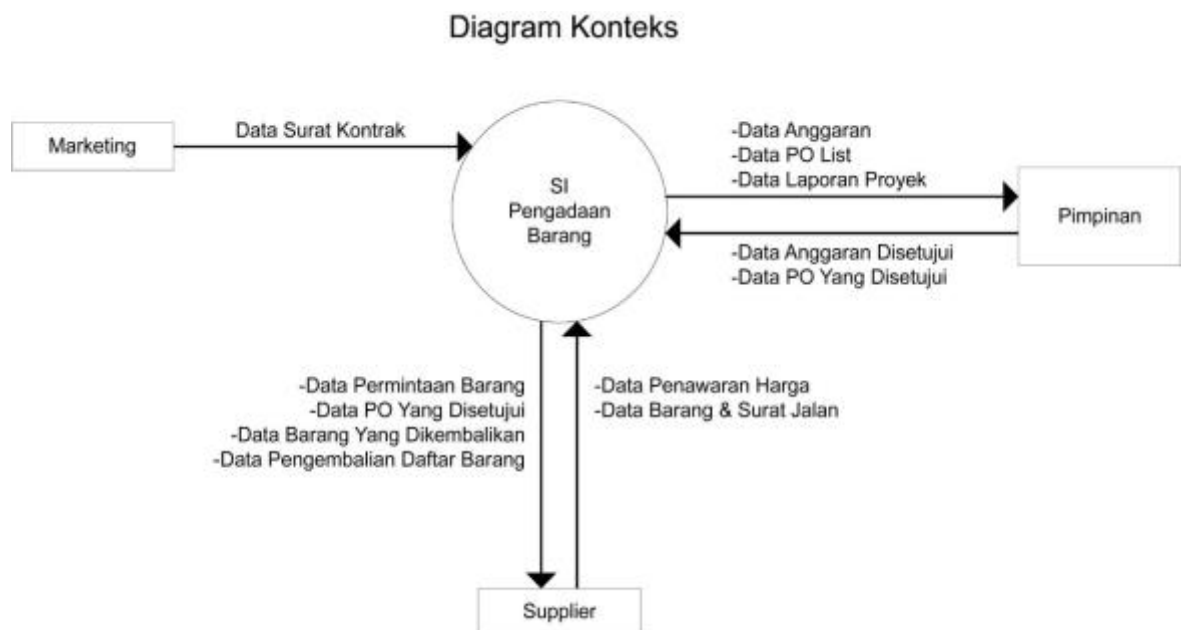 Diagram Konteks
Marketing
Data Surat Kontrak
SI
Pengadaan
Barang
-Data Anggaran
-Data PO List
-Data Laporan Proyek
Pimpinan
-Data Anggaran Disetujui
-Data PO Yang Disetujui
-Data Permintaan Barang
-Data PO Yang Disetujui
-Data Barang Yang Dikembalikan
-Data Pengembalian Daftar Barang
-Data Penawaran Harga
-Data Barang & Surat Jalan
Supplier